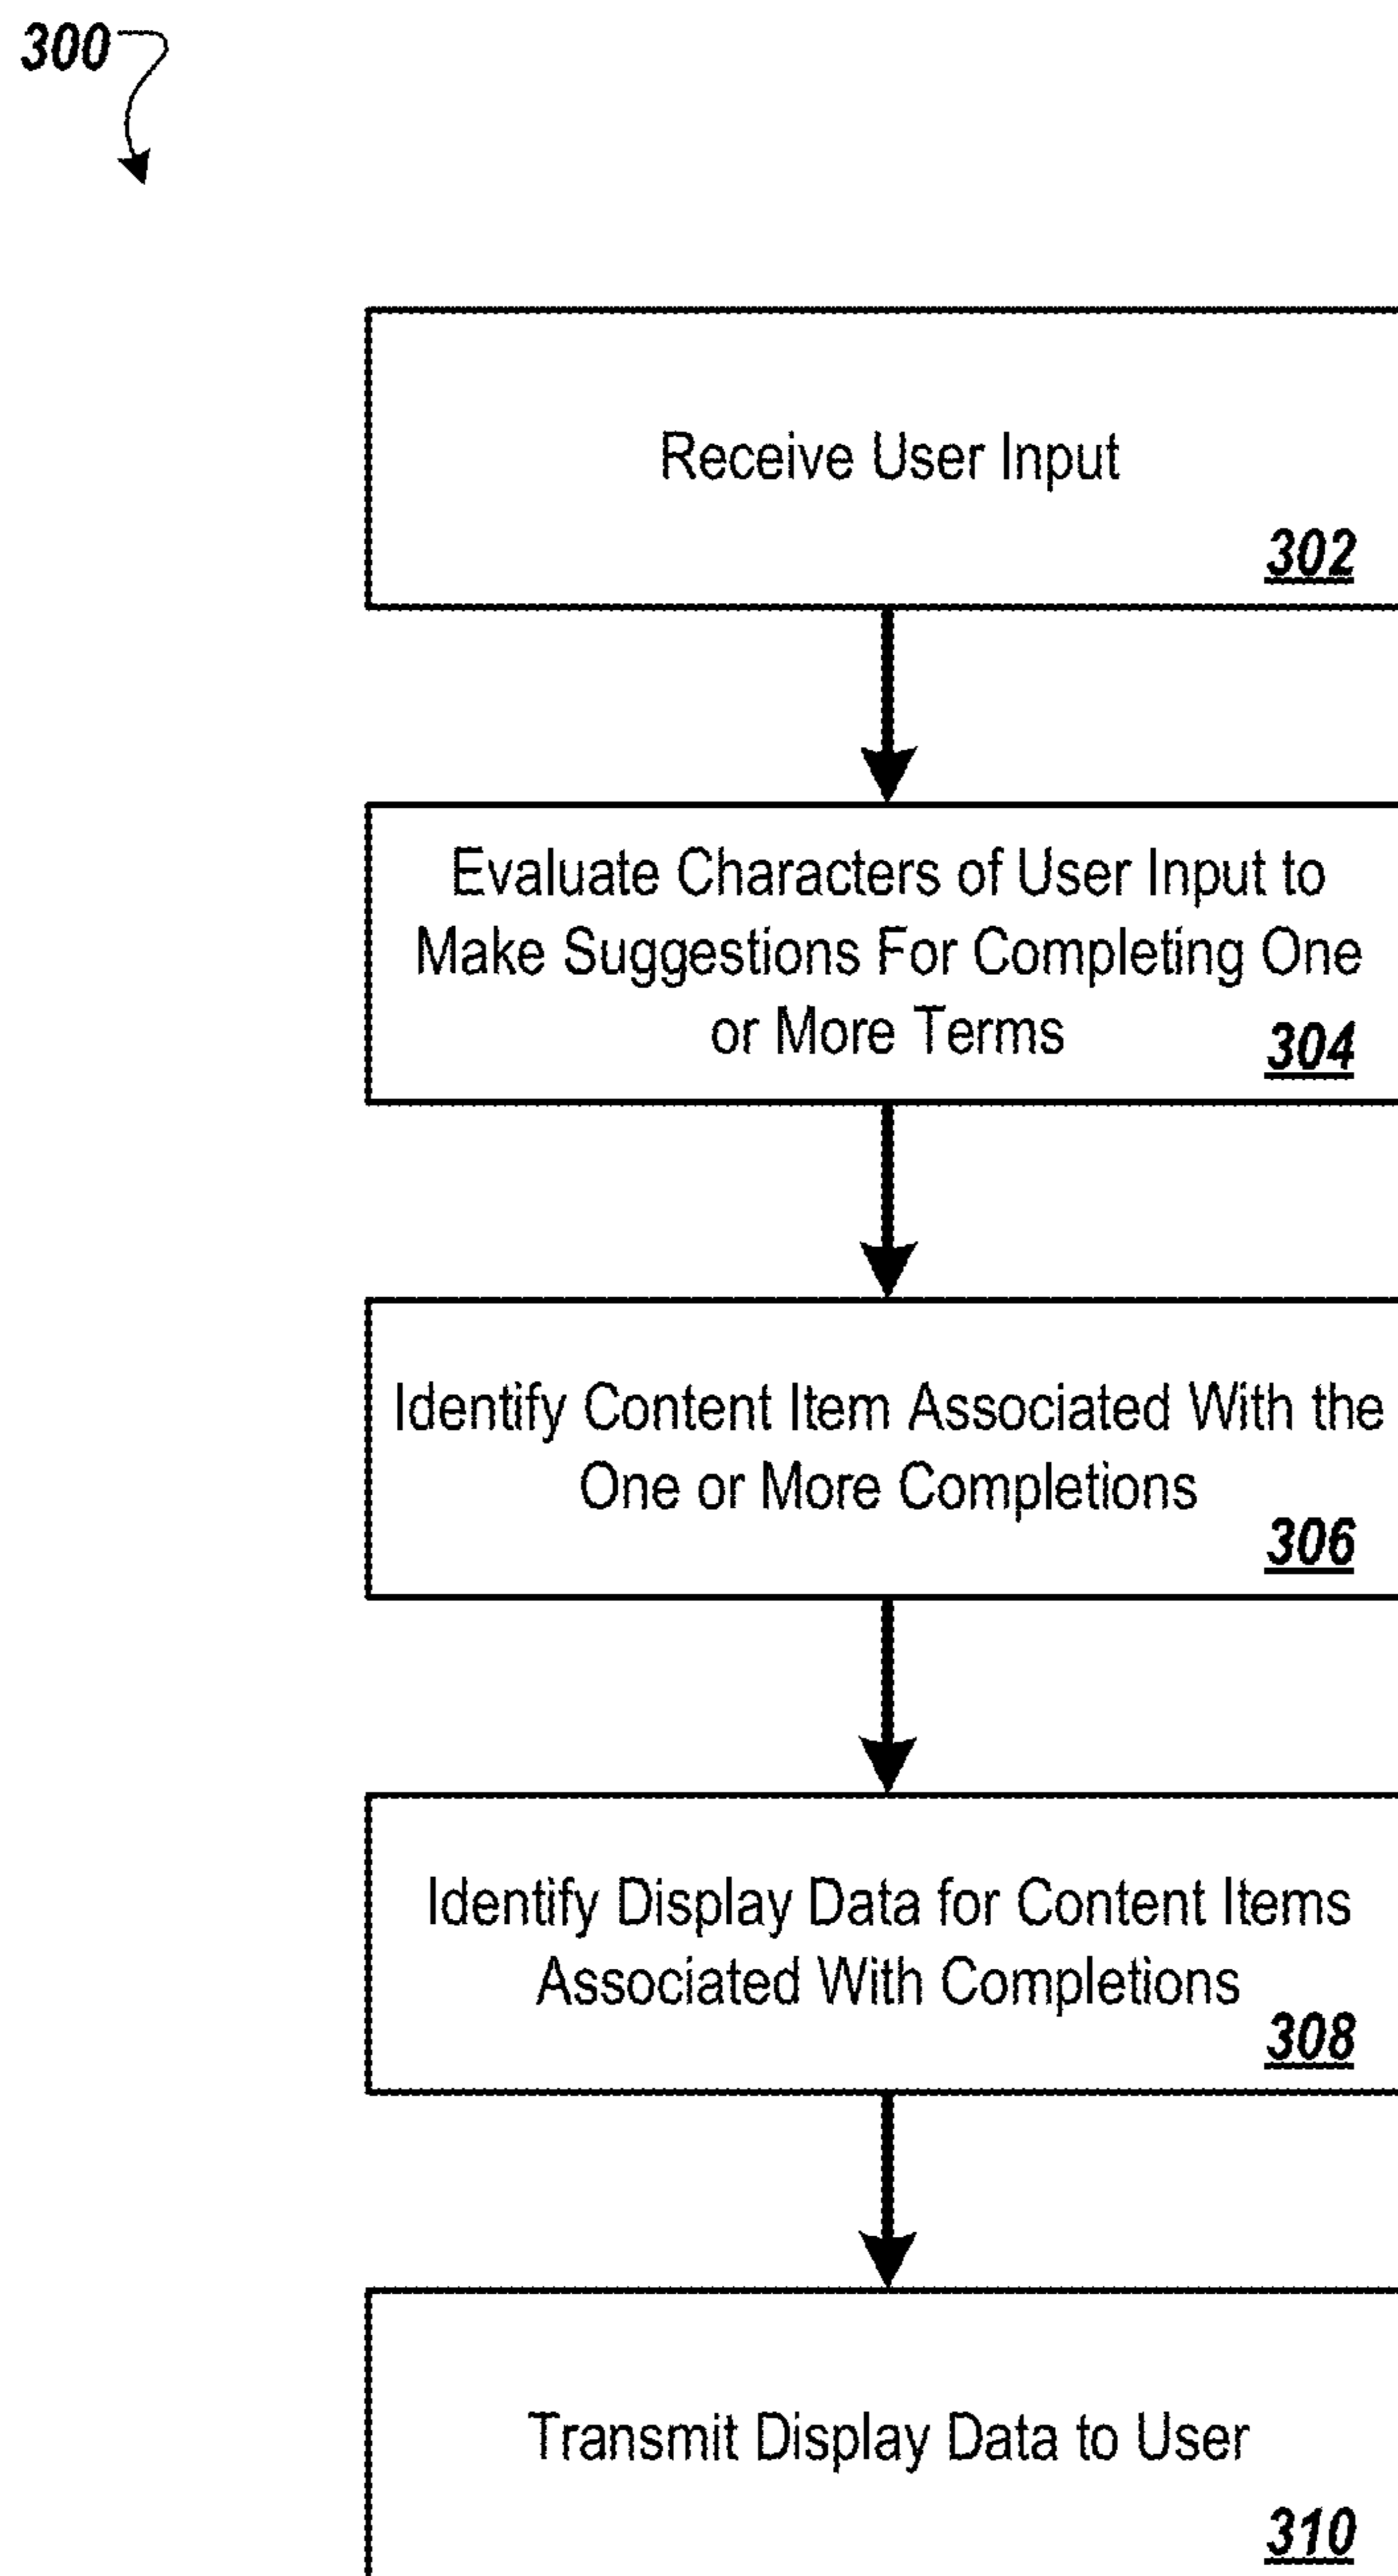 300
Receive User Input
302
Evaluate Characters of User Input to
Make Suggestions For Completing One
or More Terms
304
Identify Content Item Associated With the
One or More Completions
306
Identify Display Data for Content Items
Associated With Completions
308
Transmit Display Data to User
310